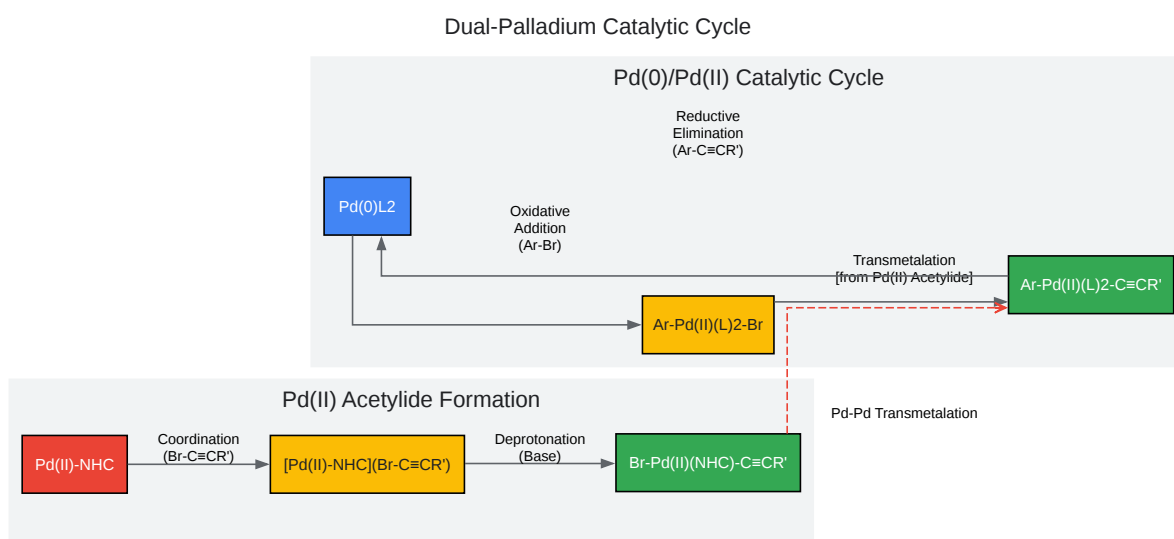 Dual-Palladium Catalytic Cycle
Pd(0)/Pd(II) Catalytic Cycle
Reductive
Elimination
(Ar-C≡CR')
Pd(0)L2
Oxidative
Addition
(Ar-Br)
Transmetalation
[from Pd(II) Acetylide]
Ar-Pd(II)(L)2-C≡CR'
Ar-Pd(II)(L)2-Br
Pd(II) Acetylide Formation
Pd-Pd Transmetalation
Pd(II)-NHC
Coordination
(Br-C≡CR')
[Pd(II)-NHC](Br-C≡CR')
Deprotonation
(Base)
Br-Pd(II)(NHC)-C≡CR'